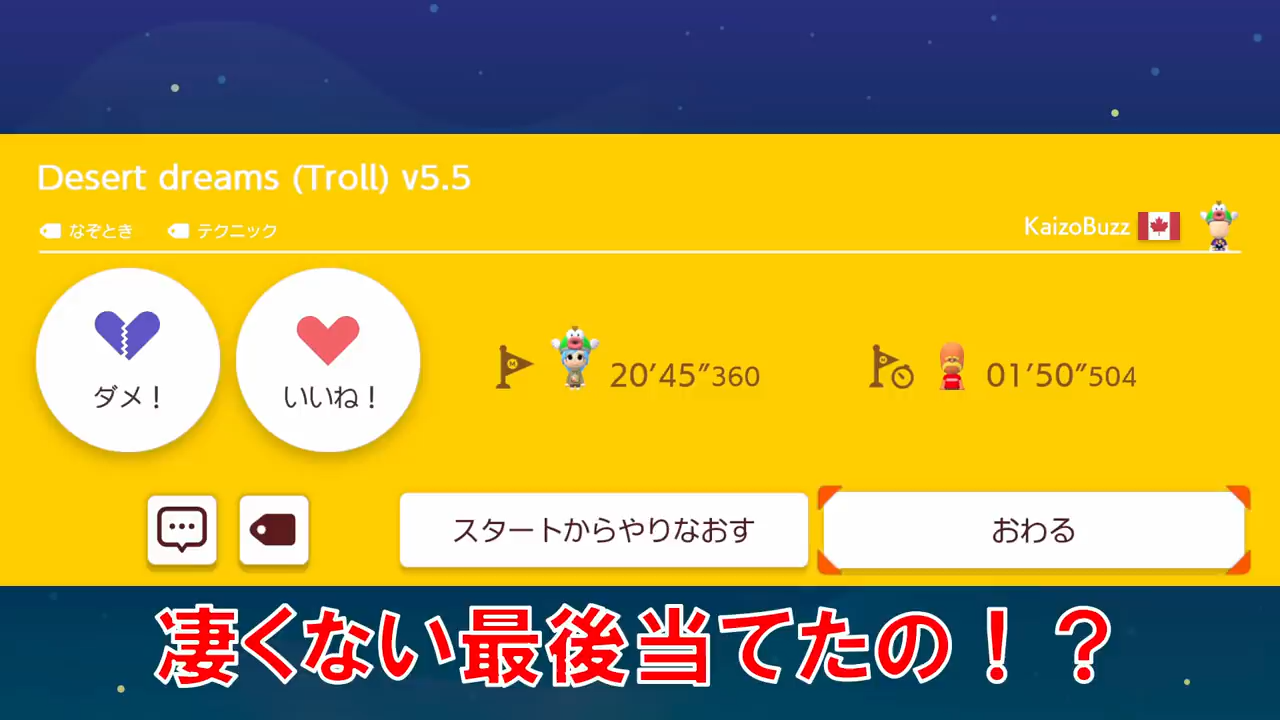 Desert dreams (Troll) v5.5
なぞとき テクニック
KaizoBuzz
ダメ！
いいね！
20′45″360
01′50″504
スタートからやりなおす
おわる
凄くない最後当てたの！？